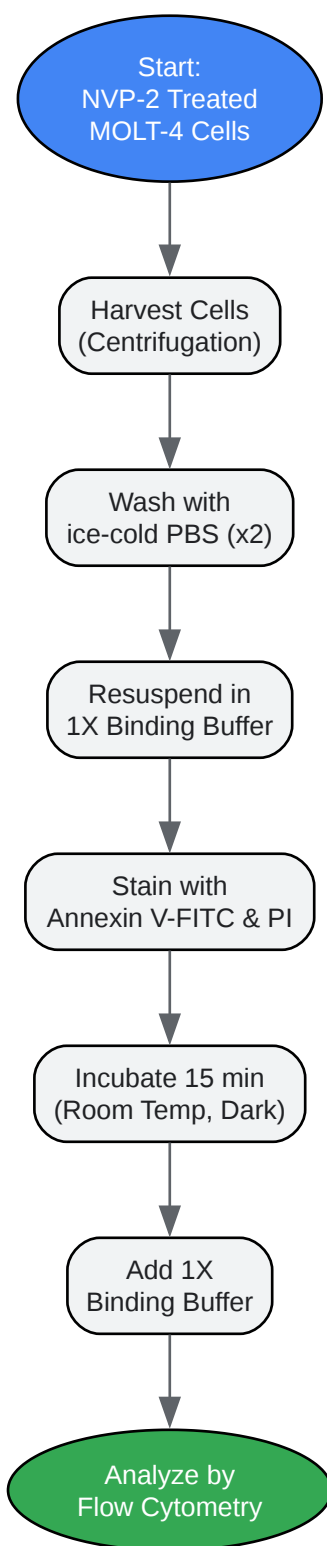 Start:
NVP-2 Treated
MOLT-4 Cells
Harvest Cells
(Centrifugation)
Wash with
ice-cold PBS (x2)
Resuspend in
1X Binding Buffer
Stain with
Annexin V-FITC & PI
Incubate 15 min
(Room Temp, Dark)
Add 1X
Binding Buffer
Analyze by
Flow Cytometry